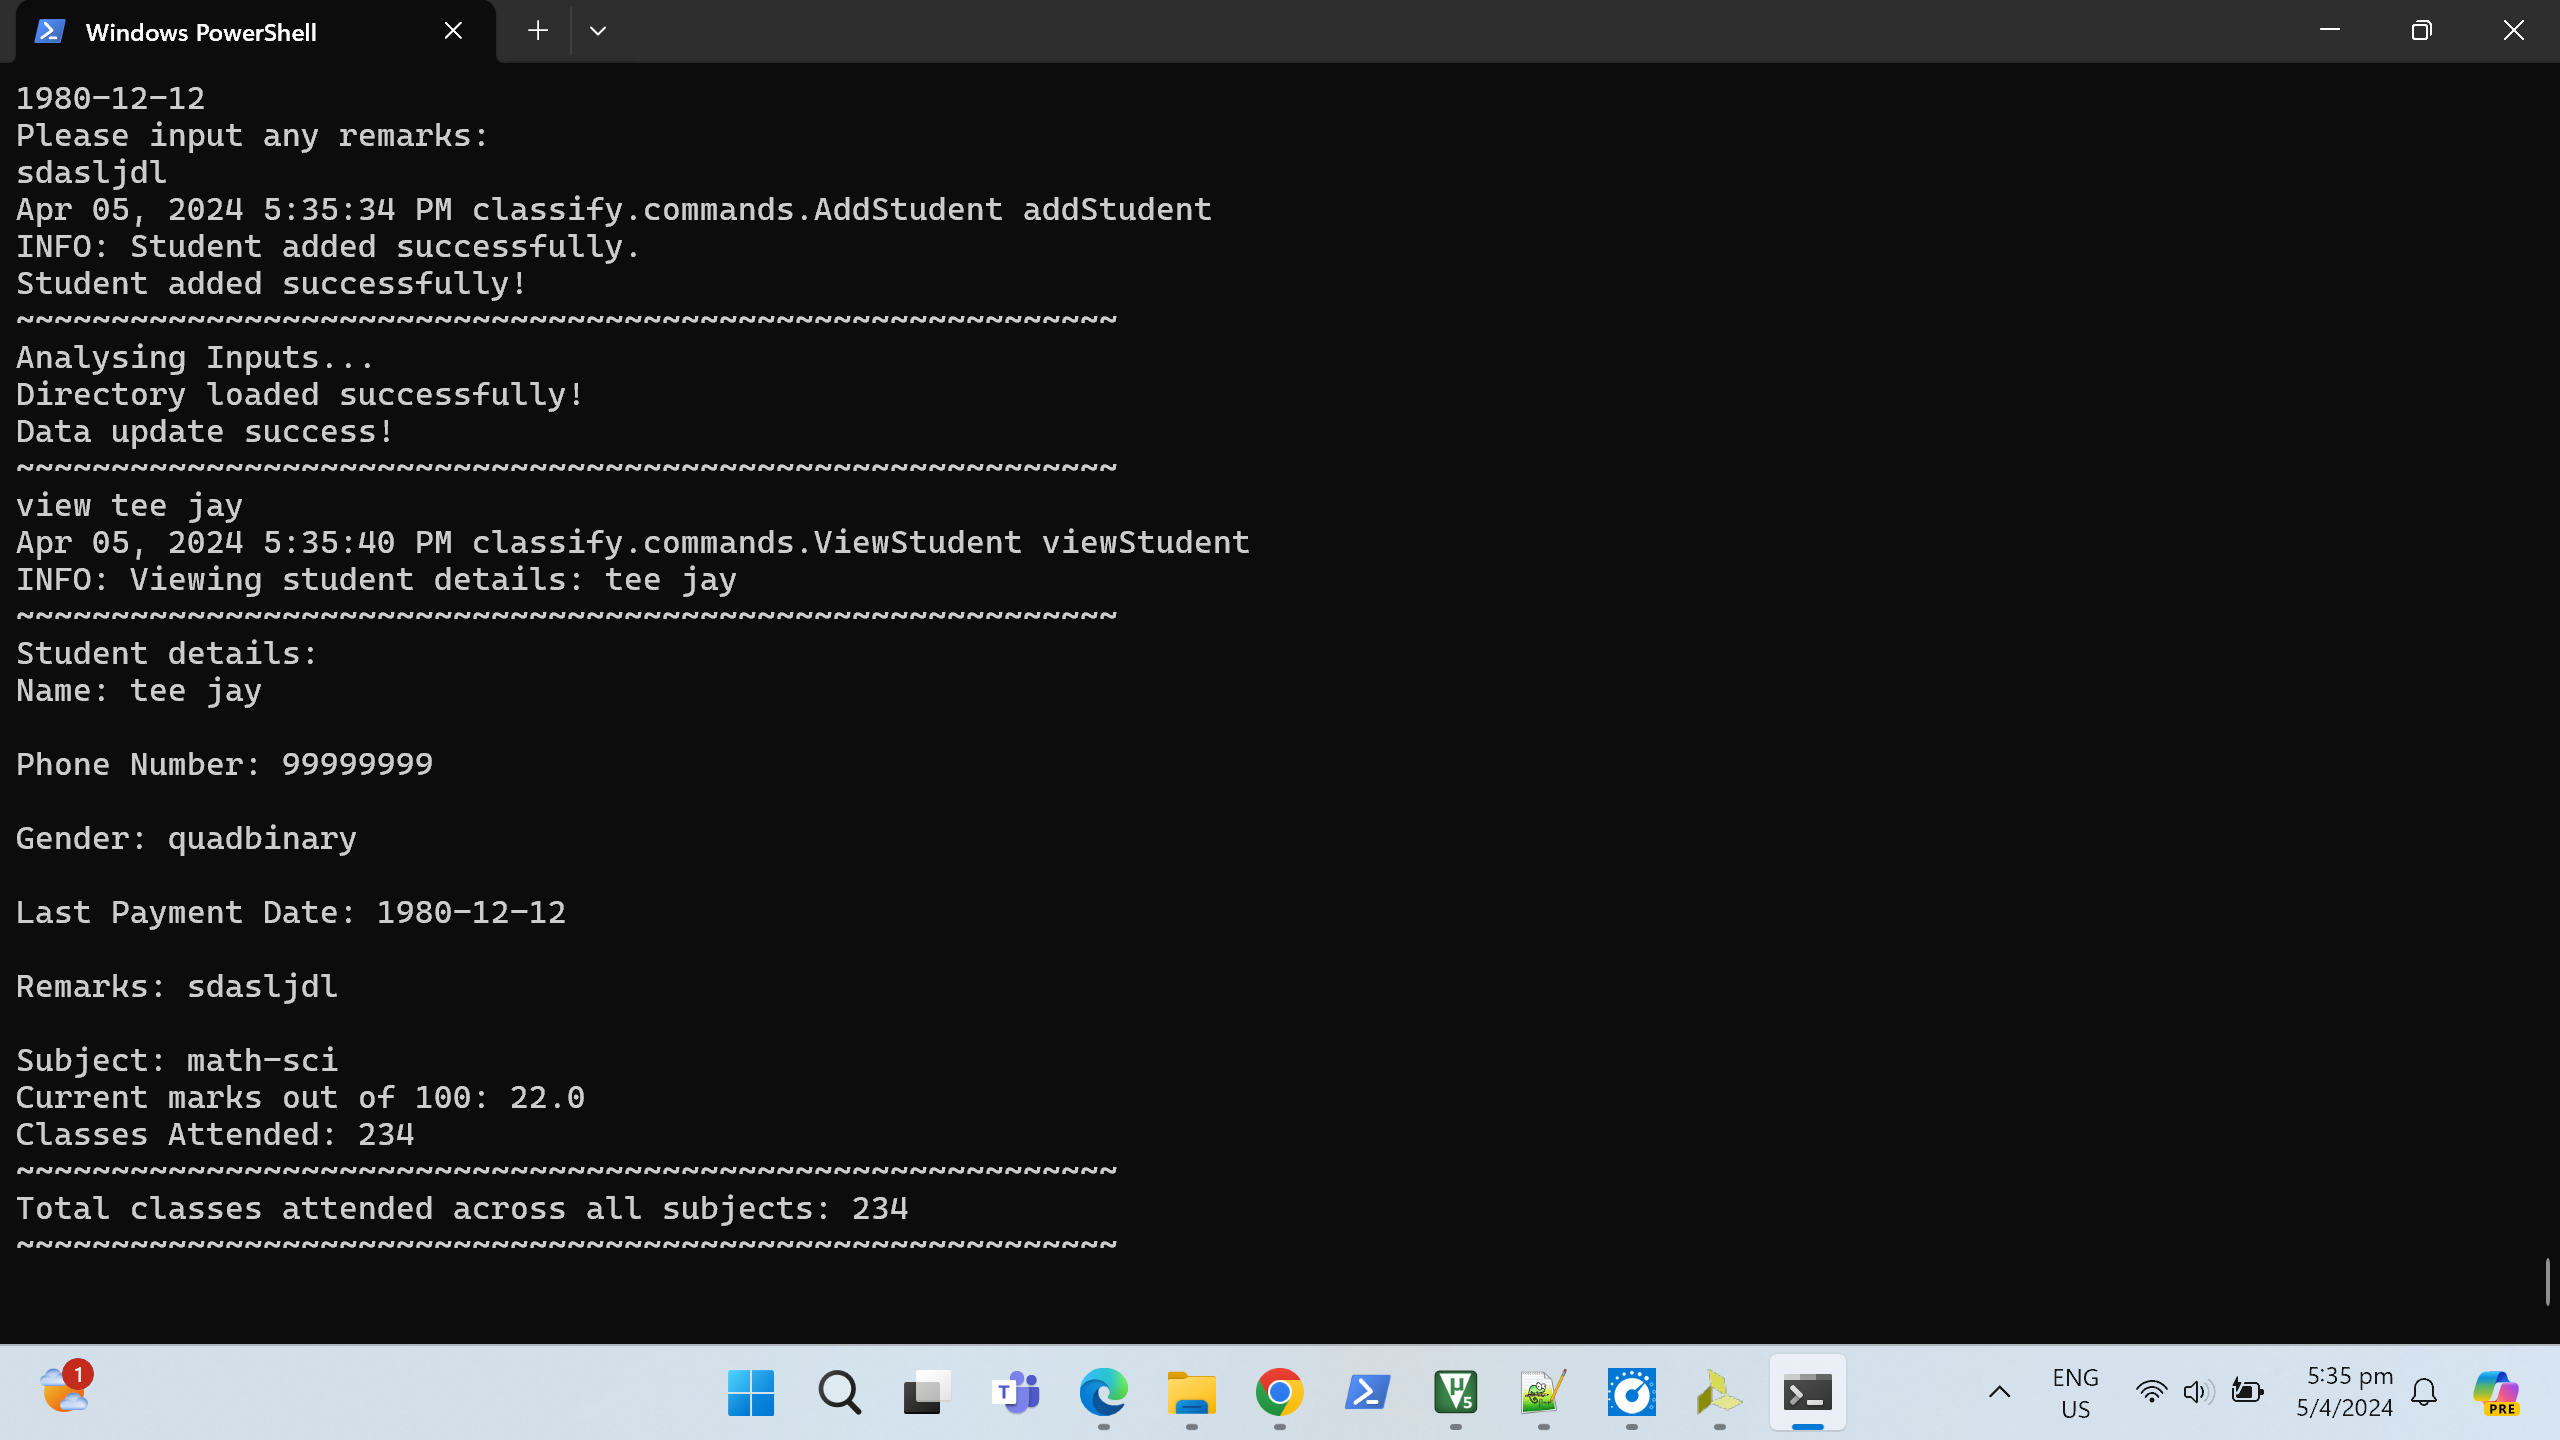 Windows PowerShell
1980-12-12
Please input any remarks:
sdasljdl
Apr 05, 2024 5:35:34 PM classify.commands.AddStudent addStudent
INFO: Student added successfully.
Student added successfully!
~~~~~~~~~~~~~~~~~~~~~~~~~~~~~~~~~~~~~~~~~~~~~~~~~~~~~~~~~~
Analysing Inputs...
Directory loaded successfully!
Data update success!
~~~~~~~~~~~~~~~~~~~~~~~~~~~~~~~~~~~~~~~~~~~~~~~~~~~~~~~~~~
view tee jay
Apr 05, 2024 5:35:40 PM classify.commands.ViewStudent viewStudent
INFO: Viewing student details: tee jay
~~~~~~~~~~~~~~~~~~~~~~~~~~~~~~~~~~~~~~~~~~~~~~~~~~~~~~~~~~
Student details:
Name: tee jay
Phone Number: 99999999
Gender: quadbinary
Last Payment Date: 1980-12-12
Remarks: sdasljdl
Subject: math-sci
Current marks out of 100: 22.0
Classes Attended: 234
~~~~~~~~~~~~~~~~~~~~~~~~~~~~~~~~~~~~~~~~~~~~~~~~~~~~~~~~~~
Total classes attended across all subjects: 234
~~~~~~~~~~~~~~~~~~~~~~~~~~~~~~~~~~~~~~~~~~~~~~~~~~~~~~~~~~
1
T
μ
V5
ENG
US
5:35 pm
5/4/2024
PRE